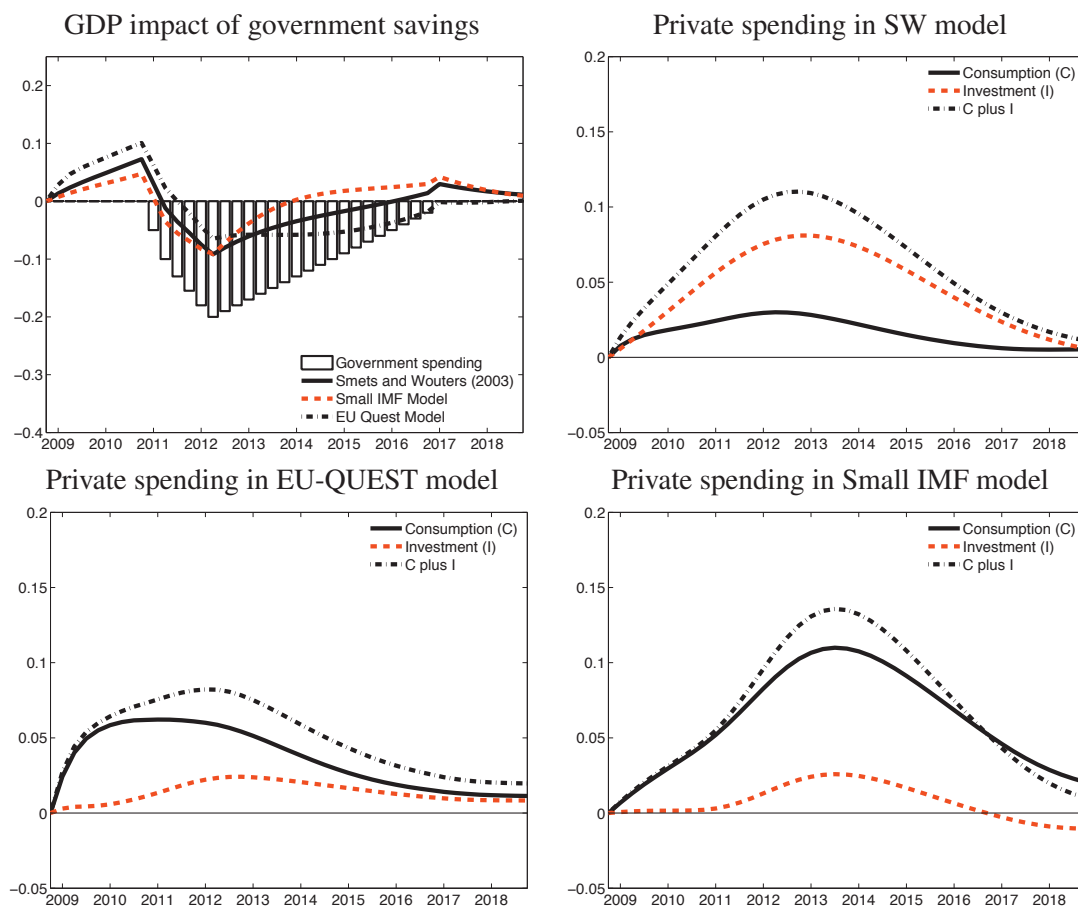 GDP impact of government savings
0.2
0.1
0
−0.1
−0.2
−0.3
−0.4
Government spending
Smets and Wouters (2003)
Small IMF Model
EU Quest Model
2009 2010 2011 2012 2013 2014 2015 2016 2017 2018
Private spending in SW model
0.2
0.15
0.1
0.05
0
−0.05
Consumption (C)
Investment (I)
C plus I
2009 2010 2011 2012 2013 2014 2015 2016 2017 2018
Private spending in EU-QUEST model
0.2
0.15
0.1
0.05
0
−0.05
Consumption (C)
Investment (I)
C plus I
2009 2010 2011 2012 2013 2014 2015 2016 2017 2018
Private spending in Small IMF model
0.2
0.15
0.1
0.05
0
−0.05
Consumption (C)
Investment (I)
C plus I
2009 2010 2011 2012 2013 2014 2015 2016 2017 2018